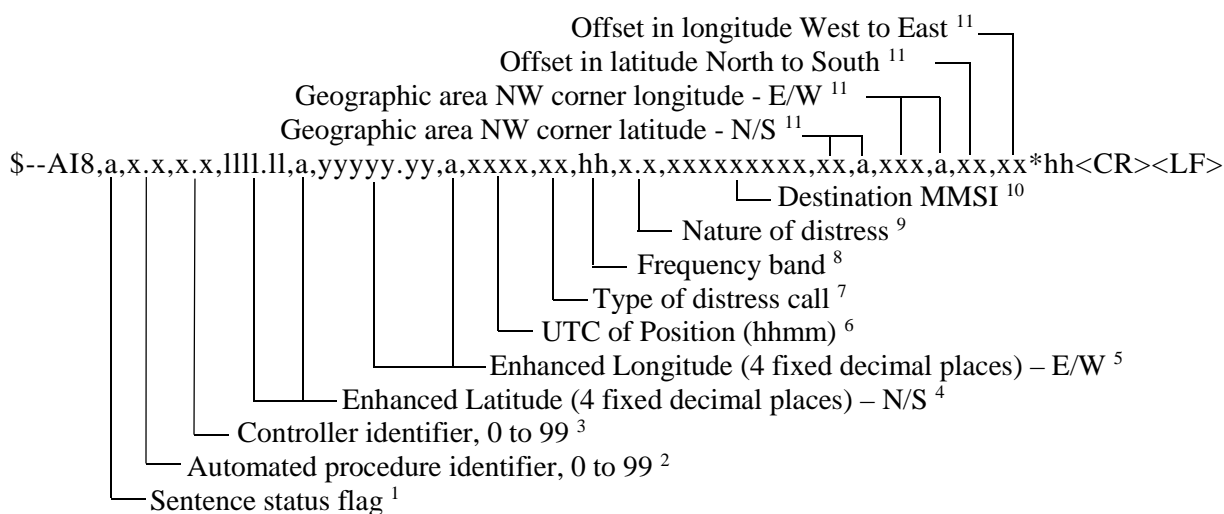 Offset in longitude West to East 11
Offset in latitude North to South 11
Geographic area NW corner longitude - E/W 11
Geographic area NW corner latitude - N/S 11
$--AI8,a,x.x,x.x,llll.ll,a,yyyyy.yy,a,xxxx,xx,hh,x.x,xxxxxxxxx,xx,a,xxx,a,xx,xx*hh<CR><LF>
Destination MMSI 10
Nature of distress 9
Frequency band 8
Type of distress call 7
UTC of Position (hhmm) 6
Enhanced Longitude (4 fixed decimal places) – E/W 5
Enhanced Latitude (4 fixed decimal places) – N/S 4
Controller identifier, 0 to 99 3
Automated procedure identifier, 0 to 99 2
Sentence status flag 1